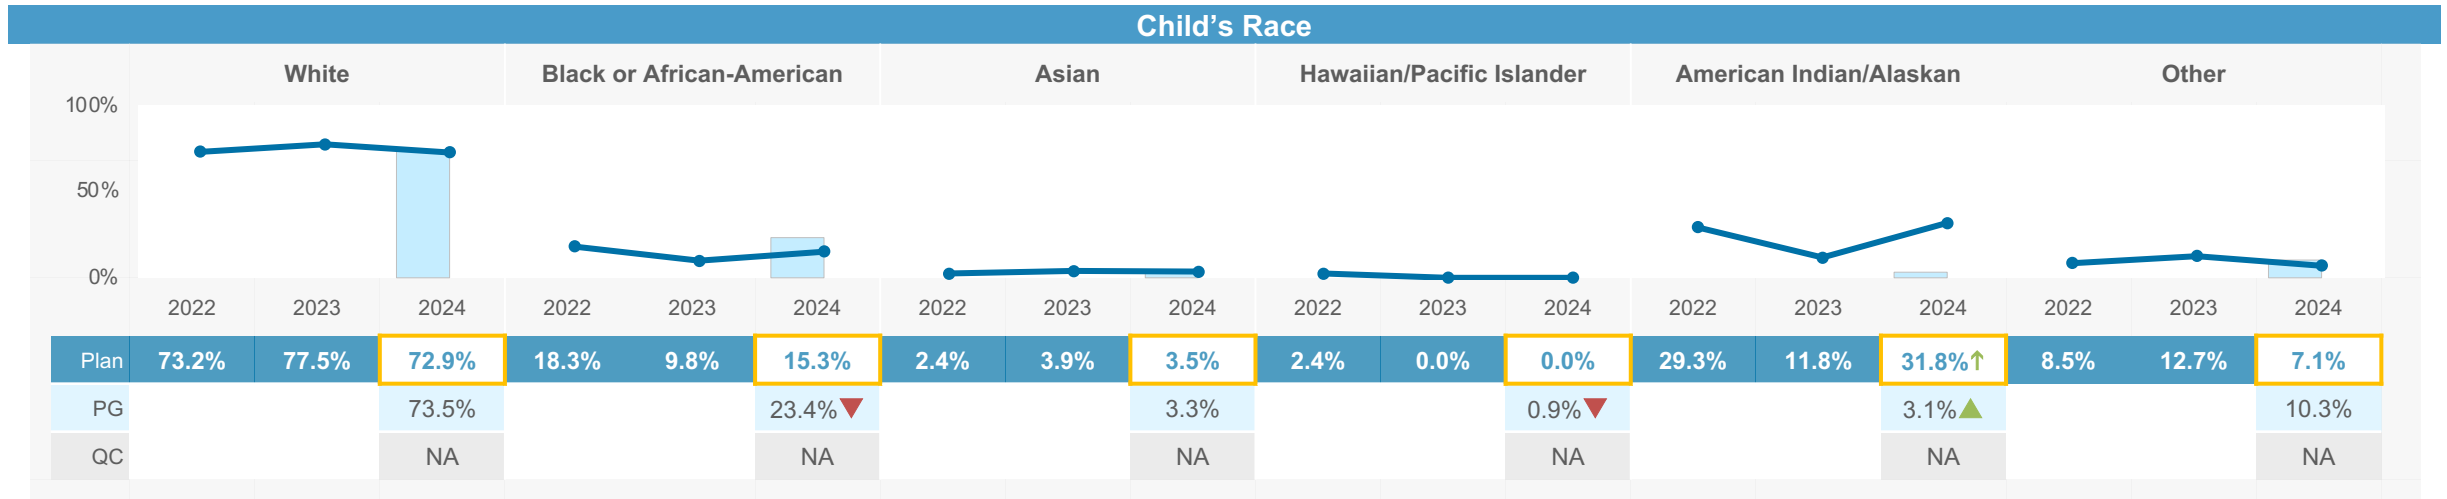 Child’s Race
White Black or African-American Asian Hawaiian/Pacific Islander American Indian/Alaskan Other
100%
50%
0%
2022 2023 2024 2022 2023 2024 2022 2023 2024 2022 2023 2024 2022 2023 2024 2022 2023 2024
Plan 73.2% 77.5% 72.9% 18.3% 9.8% 15.3% 2.4% 3.9% 3.5% 2.4% 0.0% 0.0% 29.3% 11.8% 31.8%↑ 8.5% 12.7% 7.1%
PG 73.5% 23.4%▼ 3.3% 0.9%▼ 3.1%▲ 10.3%
QC NA NA NA NA NA NA